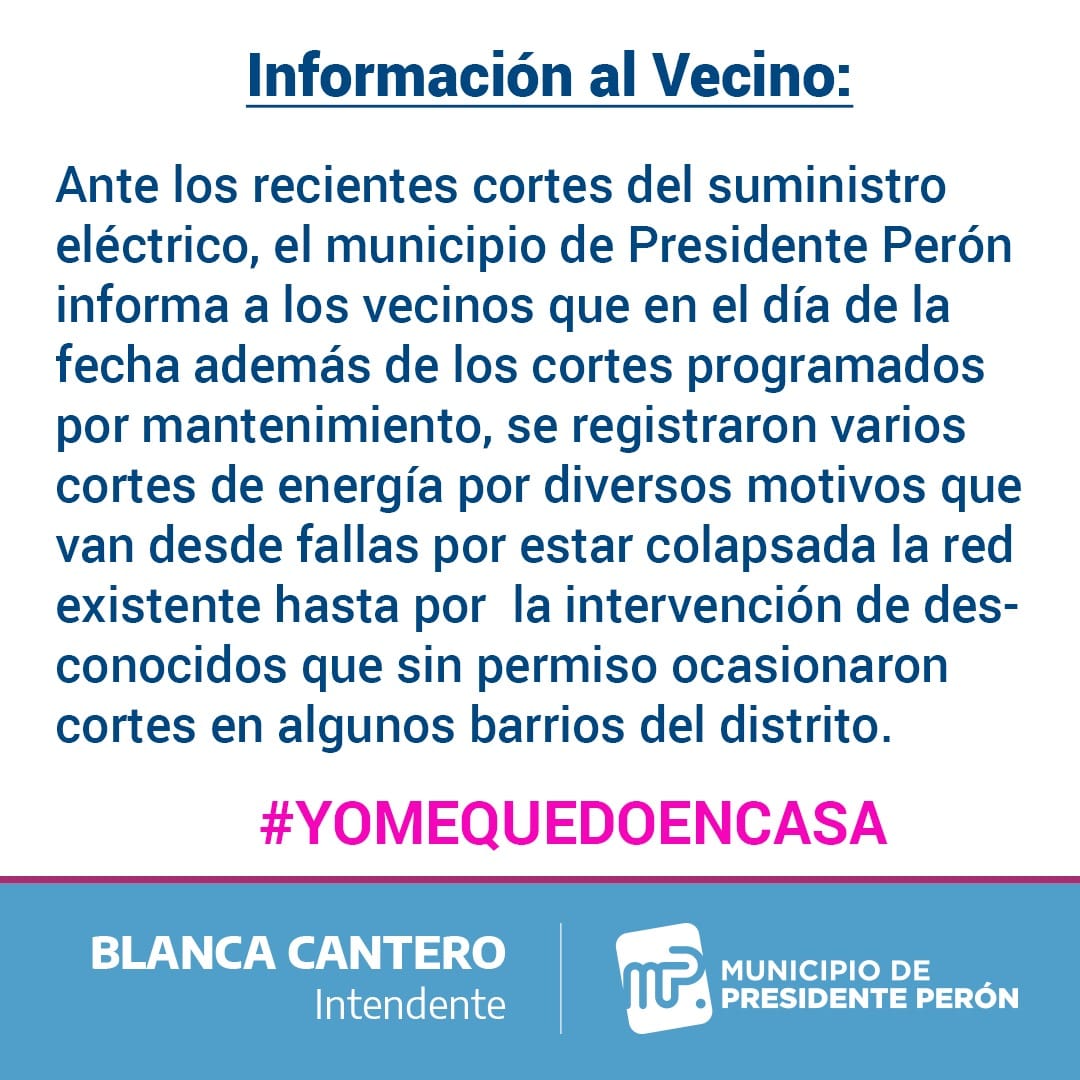 Información al Vecino:
Ante los recientes cortes del suministro
eléctrico, el municipio de Presidente Perón
informa a los vecinos que en el día de la
fecha además de los cortes programados
por mantenimiento, se registraron varios
cortes de energía por diversos motivos que
van desde fallas por estar colapsada la red
existente hasta por  la intervención de des-
conocidos que sin permiso ocasionaron
cortes en algunos barrios del distrito.
#YOMEQUEDOENCASA
BLANCA CANTERO
Intendente
mp.
MUNICIPIO DE
PRESIDENTE PERÓN